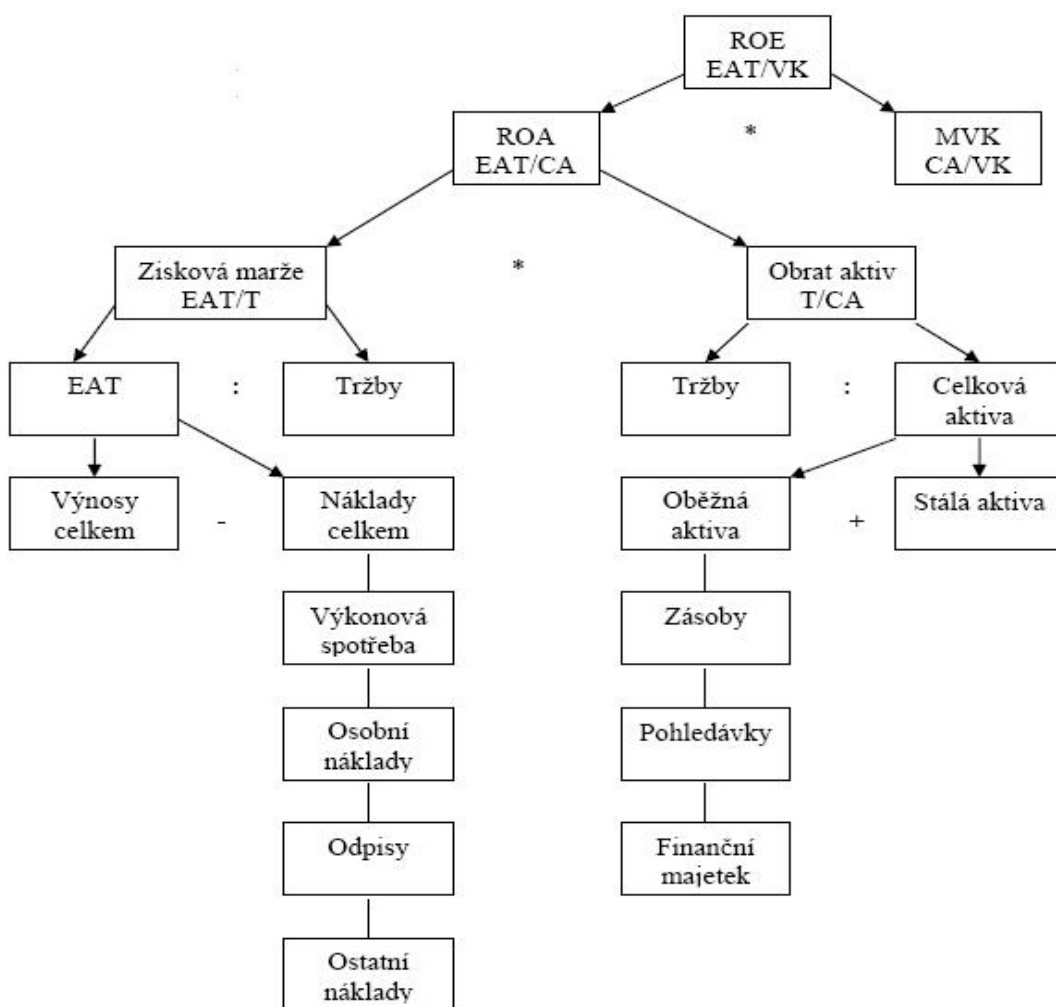 ROE
EAT/VK
ROA
EAT/CA
*
MVK
CA/VK
Zisková marže
EAT/T
*
Obrat aktiv
T/CA
EAT
:
Tržby
Tržby
:
Celková
aktiva
Výnosy
celkem
-
Náklady
celkem
Oběžná
aktiva
+
Stálá aktiva
Výkonová
spotřeba
Zásoby
Osobní
náklady
Pohledávky
Odpisy
Finanční
majetek
Ostatní
náklady